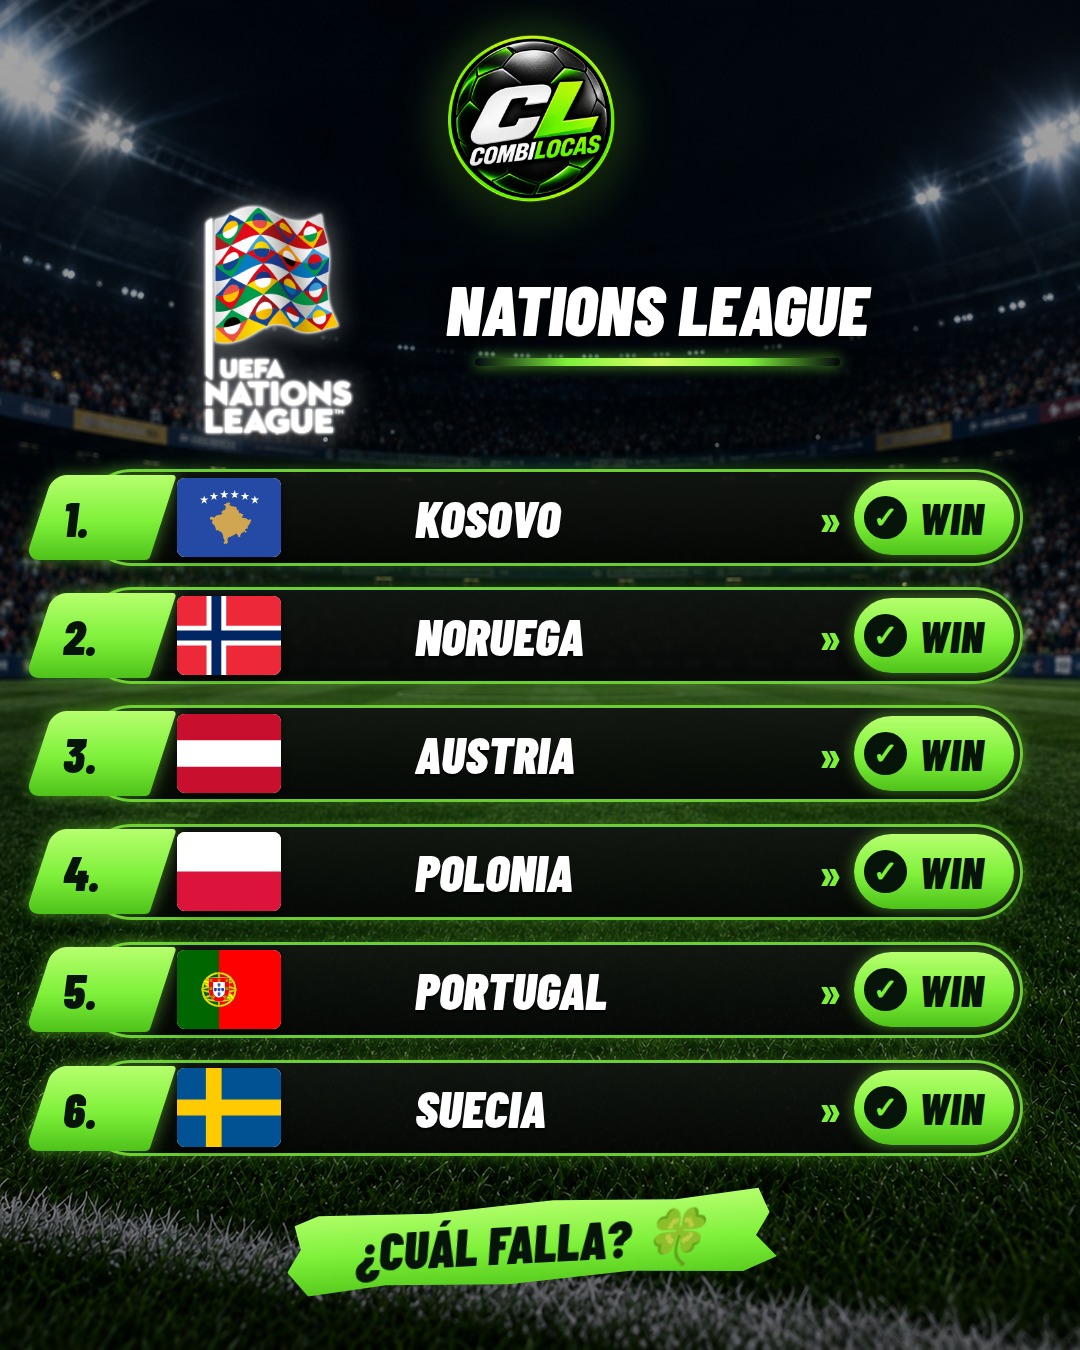 CL
COMBILOCAS
UEFA
NATIONS
LEAGUE™
NATIONS LEAGUE
1. KOSOVO » ✓ WIN
2. NORUEGA » ✓ WIN
3. AUSTRIA » ✓ WIN
4. POLONIA » ✓ WIN
5. PORTUGAL » ✓ WIN
6. SUECIA » ✓ WIN
¿CUÁL FALLA? 🍀